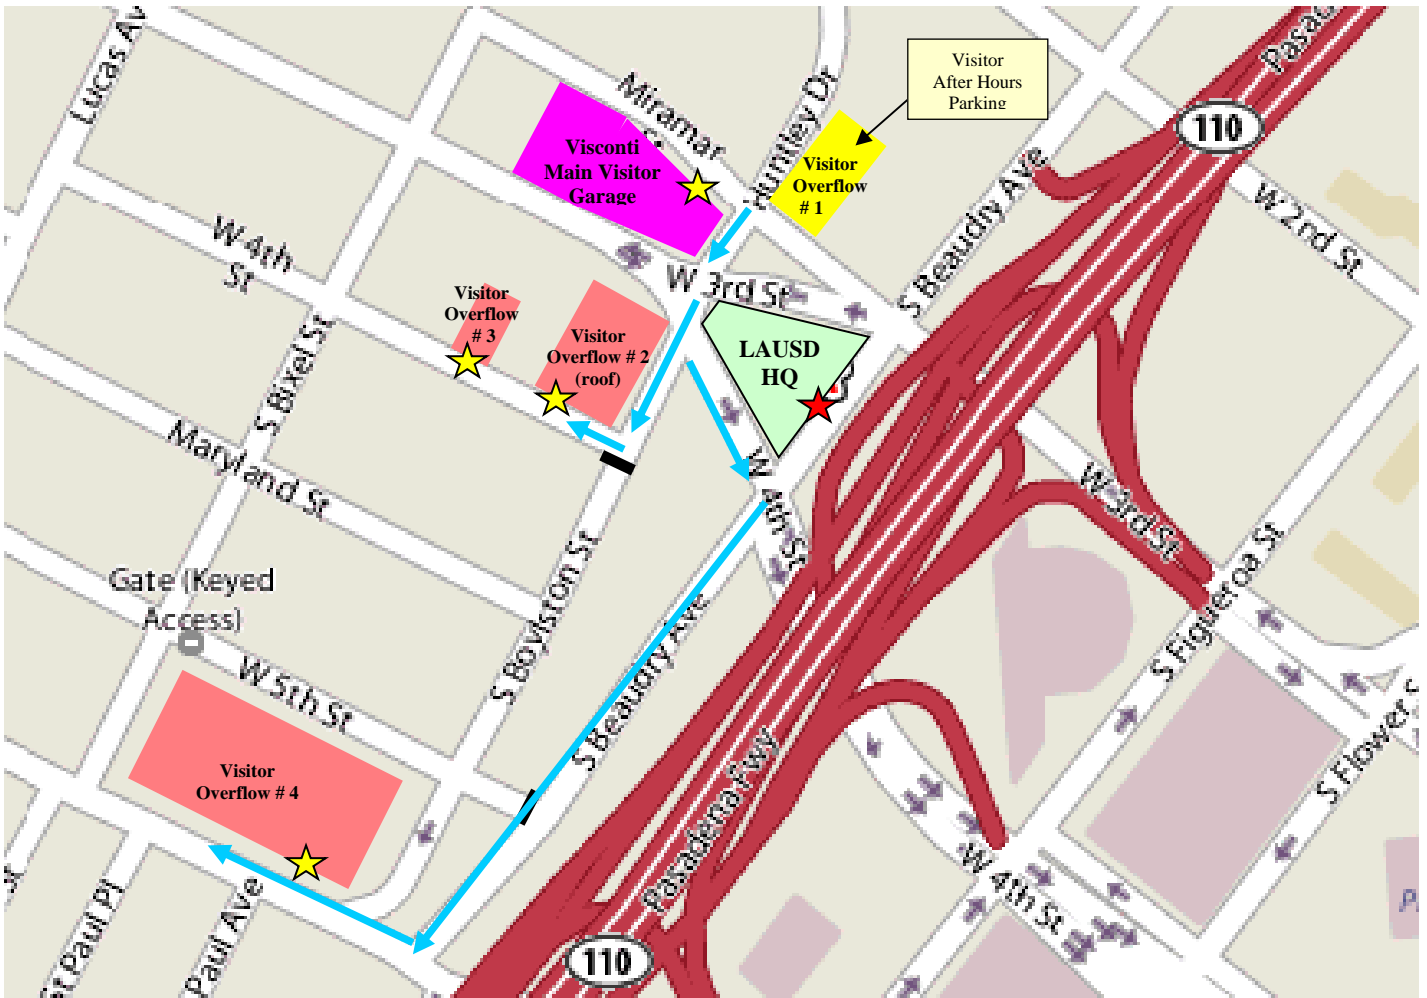 Lucas Av
Miramar
Huntley Dr
Visitor
After Hours
Parking
Pasad
110
Visconti
Main Visitor
Garage
Visitor
Overflow
# 1
S Beaudry Ave
W 2nd St
W 4th
St
W 3rd St
Visitor
Overflow
# 3
Visitor
Overflow # 2
(roof)
LAUSD
HQ
S Bixel St
Maryland St
W 4th St
W 3rd St
Gate (Keyed
Access)
S Boylston St
S Beaudry Ave
S Figueroa St
W 5th St
S Flower S
Visitor
Overflow # 4
Pasadena Fwy
W 4th St
St Paul Pl
Paul Ave
110